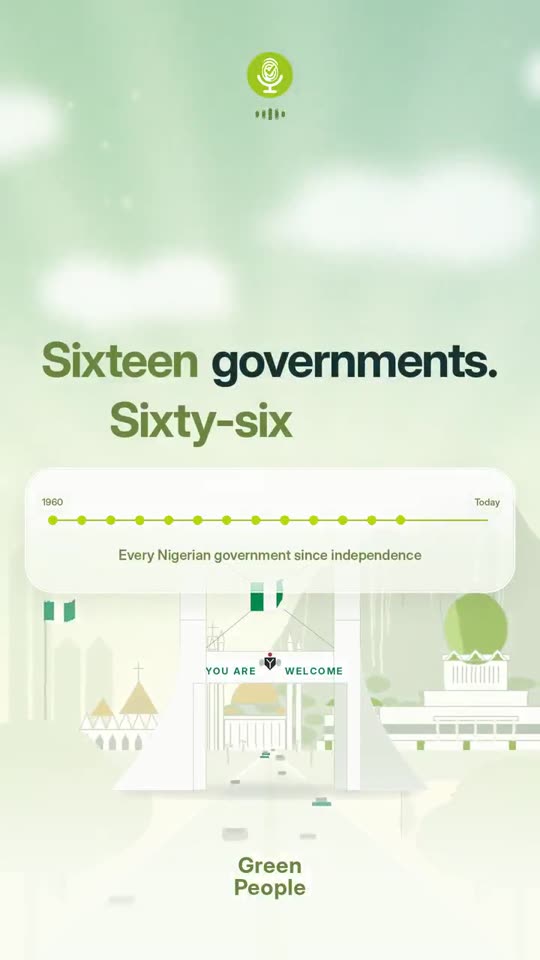 Sixteen governments.
Sixty-six
1960 Today
Every Nigerian government since independence
YOU ARE WELCOME
Green
People